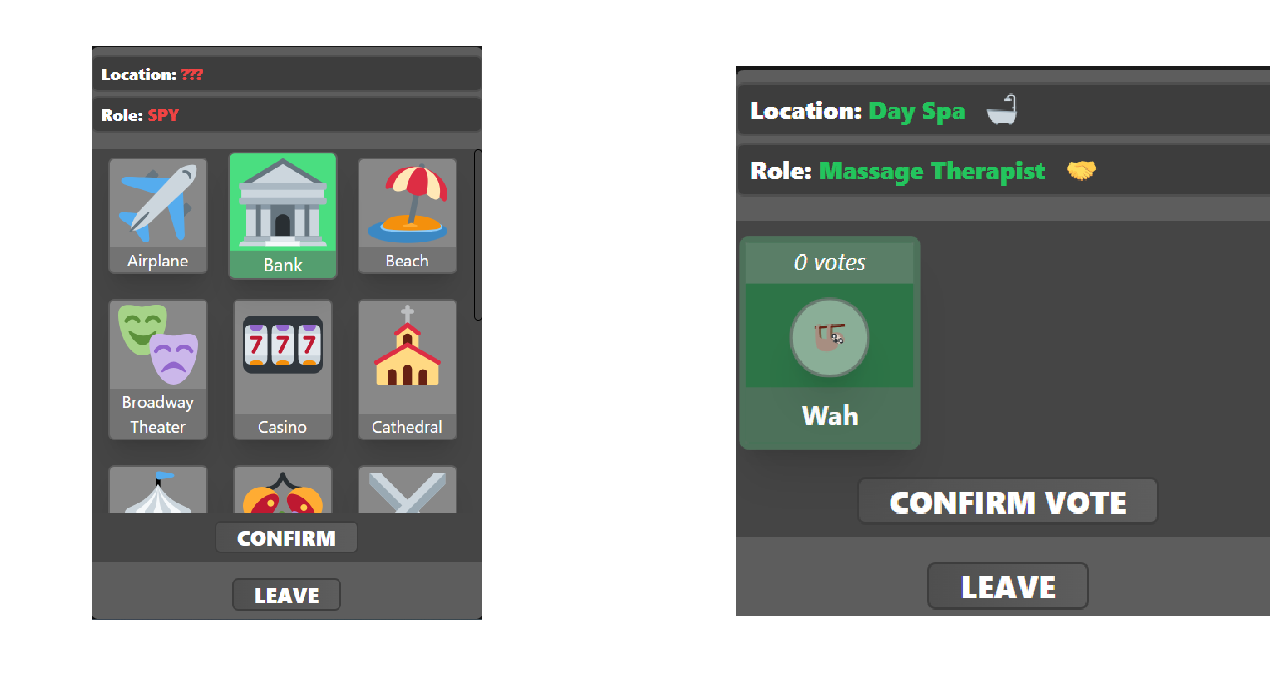 Location: ???
Role: SPY
Airplane
Bank
Beach
Broadway
Theater
777
Casino
Cathedral
CONFIRM
LEAVE
Location: Day Spa
Role: Massage Therapist
0 votes
Wah
CONFIRM VOTE
LEAVE